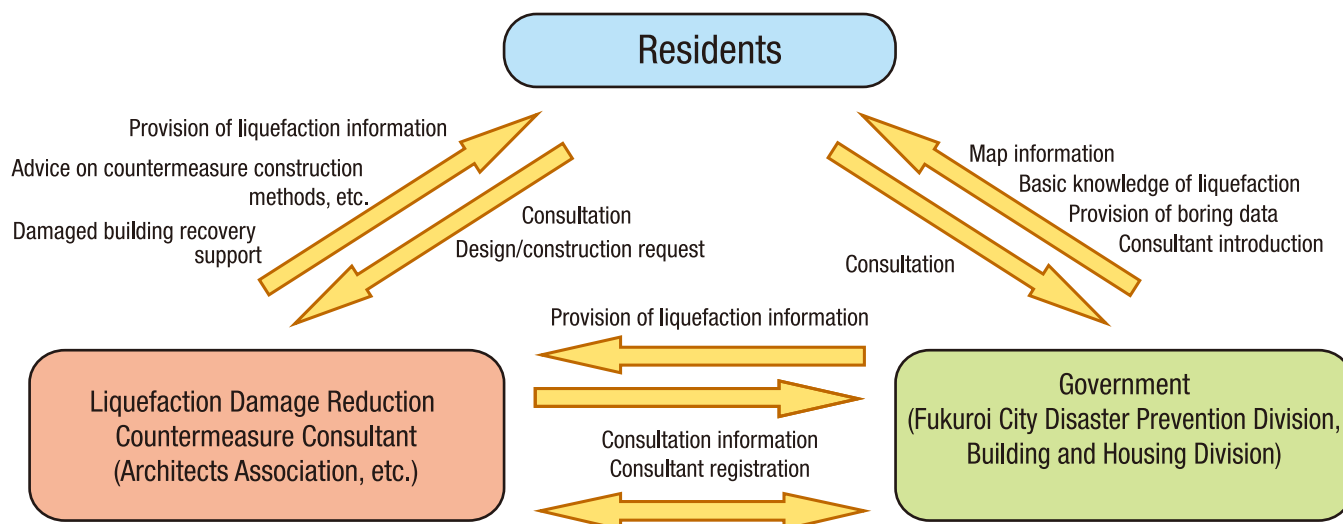 Residents
Provision of liquefaction information
Advice on countermeasure construction
methods, etc.
Damaged building recovery
support
Consultation
Design/construction request
Map information
Basic knowledge of liquefaction
Provision of boring data
Consultant introduction
Consultation
Provision of liquefaction information
Liquefaction Damage Reduction
Countermeasure Consultant
(Architects Association, etc.)
Consultation information
Consultant registration
Government
(Fukuroi City Disaster Prevention Division,
Building and Housing Division)